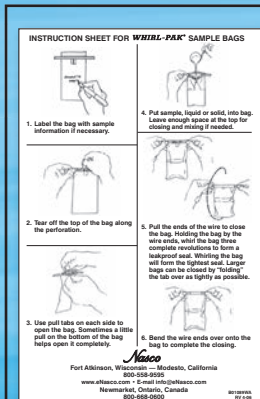 INSTRUCTION SHEET FOR WHIRL-PAK® SAMPLE BAGS
1. Label the bag with sample
information if necessary.
2. Tear off the top of the bag along
the perforation.
3. Use pull tabs on each side to
open the bag. Sometimes a little
pull on the bottom of the bag
helps open it completely.
4. Put sample, liquid or solid, into bag.
Leave enough space at the top for
closing and mixing if needed.
5. Pull the ends of the wire to close
the bag. Holding the bag by the
wire ends, whirl the bag three
complete revolutions to form a
leakproof seal. Whirling the bag
will form the tightest seal. Larger
bags can be closed by "folding"
the tab over as tightly as possible.
6. Bend the wire ends over onto the
bag to complete the closing.
Nasco
Fort Atkinson, Wisconsin — Modesto, California
800-558-9595
www.eNasco.com • E-mail info@eNasco.com
Newmarket, Ontario, Canada
800-668-0600